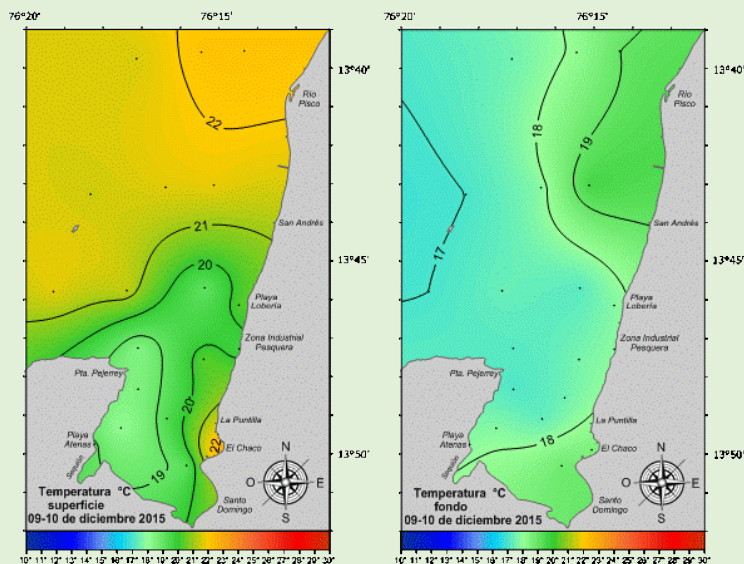 76°20' 76°15'
13°40'
Río
Pisco
22
San Andrés
21
13°45'
20
Playa
Lobería
Zona Industrial
Pesquera
Pta. Pejerrey
20
La Puntilla
Playa
Atenas
22
El Chaco
13°50'
Sequión
19
N
O E
S
Santo
Domingo
Temperatura °C
superficie
09-10 de diciembre 2015
10° 11° 12° 13° 14° 15° 16° 17° 18° 19° 20° 21° 22° 23° 24° 25° 26° 27° 28° 29° 30°
76°20' 76°15'
13°40'
Río
Pisco
18
19
San Andrés
17
13°45'
Playa
Lobería
Zona Industrial
Pesquera
Pta. Pejerrey
La Puntilla
Playa
Atenas
18
El Chaco
13°50'
Sequión
N
O E
S
Santo
Domingo
Temperatura °C
fondo
09-10 de diciembre 2015
10° 11° 12° 13° 14° 15° 16° 17° 18° 19° 20° 21° 22° 23° 24° 25° 26° 27° 28° 29° 30°